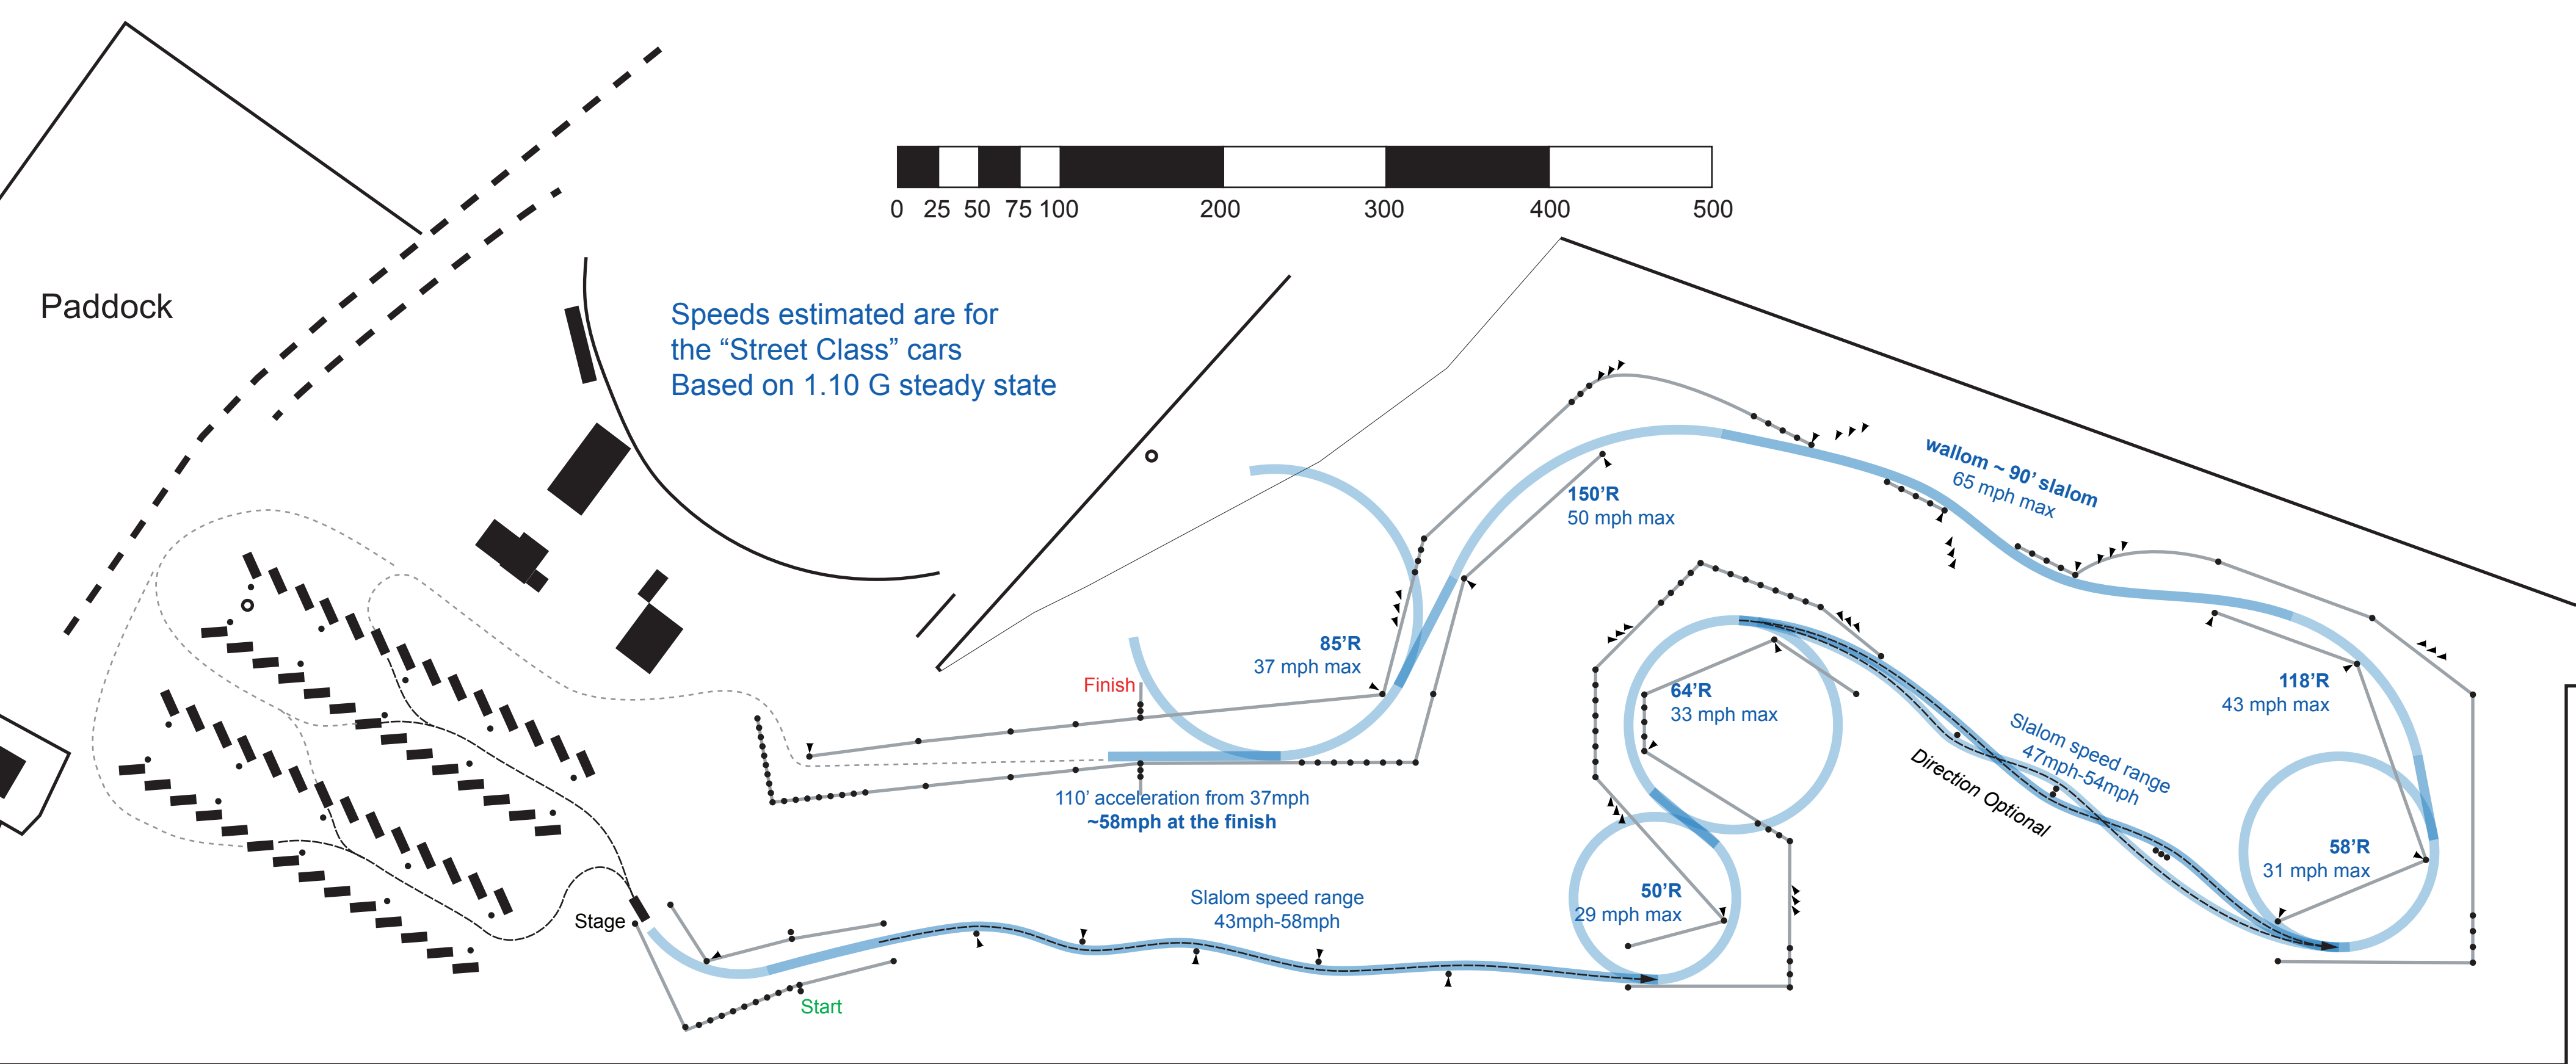 0 25 50 75 100 200 300 400 500
Paddock
Speeds estimated are for
the “Street Class” cars
Based on 1.10 G steady state
wallom ~ 90’ slalom
65 mph max
150’R
50 mph max
85’R
37 mph max
Finish
64’R
33 mph max
118’R
43 mph max
Slalom speed range
47mph-54mph
Direction Optional
110’ acceleration from 37mph
~58mph at the finish
58’R
31 mph max
50’R
29 mph max
Slalom speed range
43mph-58mph
Stage
Start